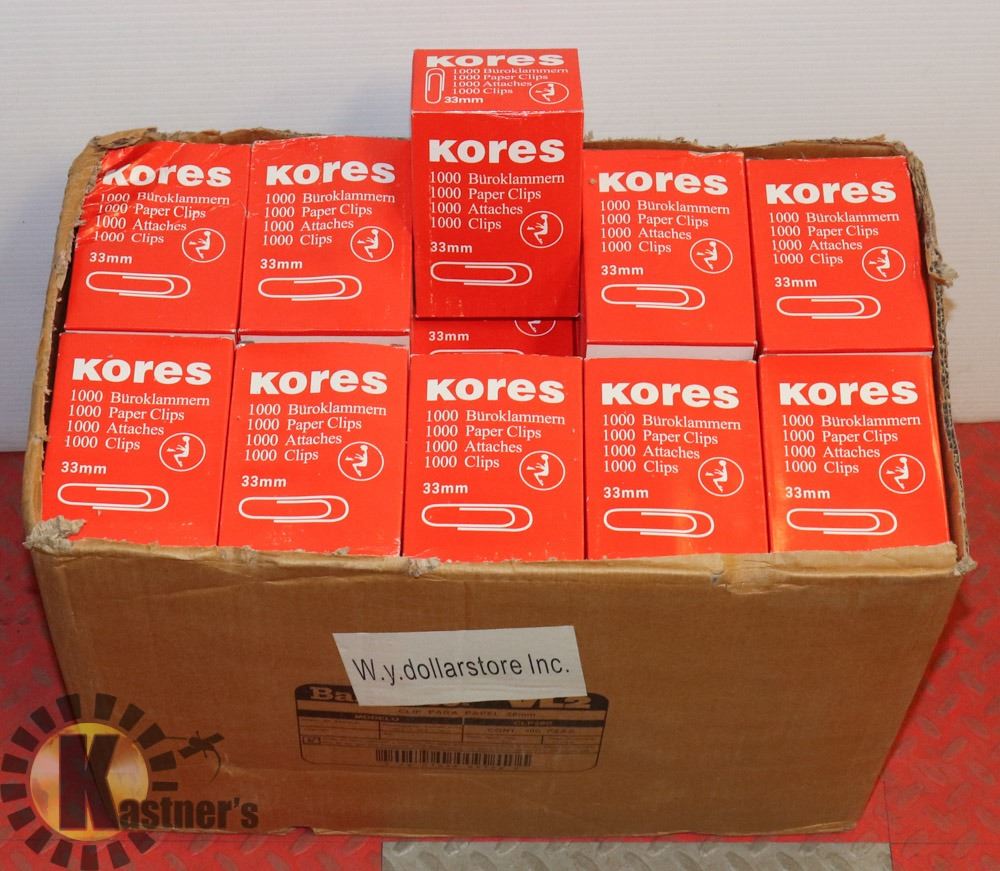 Kores
1000 Büroklammern
1000 Paper Clips
1000 Attaches
1000 Clips
33mm
Kores
1000 Büroklammern
1000 Paper Clips
1000 Attaches
1000 Clips
33mm
Kores
1000 Büroklammern
1000 Paper Clips
1000 Attaches
1000 Clips
33mm
Kores
1000 Büroklammern
1000 Paper Clips
1000 Attaches
1000 Clips
33mm
Kores
1000 Büroklammern
1000 Paper Clips
1000 Attaches
1000 Clips
33mm
Kores
1000 Büroklammern
1000 Paper Clips
1000 Attaches
1000 Clips
33mm
33mm
Kores
1000 Büroklammern
1000 Paper Clips
1000 Attaches
1000 Clips
33mm
Kores
1000 Büroklammern
1000 Paper Clips
1000 Attaches
1000 Clips
33mm
Kores
1000 Büroklammern
1000 Paper Clips
1000 Attaches
1000 Clips
33mm
Kores
1000 Büroklammern
1000 Paper Clips
1000 Attaches
1000 Clips
33mm
Kores
1000 Büroklammern
1000 Paper Clips
1000 Attaches
1000 Clips
33mm
W.y.dollarstore Inc.
CLIP PARA PAPEL
MODELO
CONT.
Kastner's